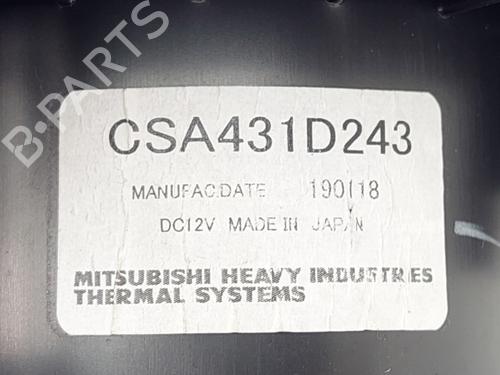 B-PARTS
CSA431D243
MANUFAC.DATE 190118
DC12V MADE IN JAPAN
MITSUBISHI HEAVY INDUSTRIES
THERMAL SYSTEMS